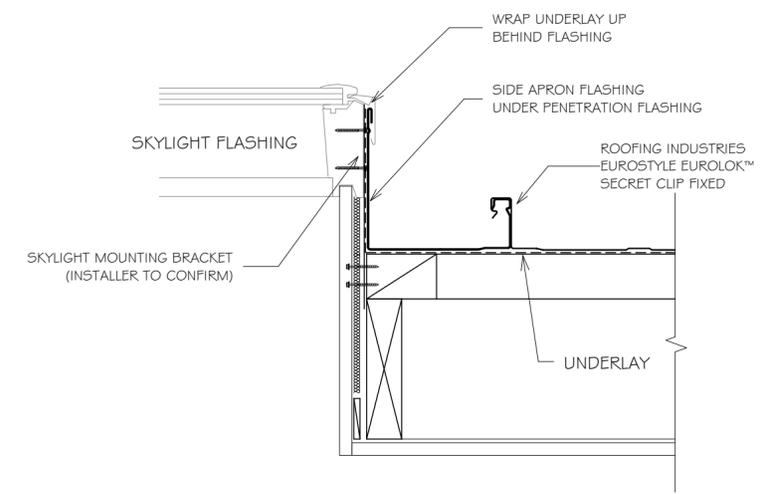 WRAP UNDERLAY UP
BEHIND FLASHING
SIDE APRON FLASHING
UNDER PENETRATION FLASHING
SKYLIGHT FLASHING
ROOFING INDUSTRIES
EUROSTYLE EUROLOK™
SECRET CLIP FIXED
SKYLIGHT MOUNTING BRACKET
(INSTALLER TO CONFIRM)
UNDERLAY